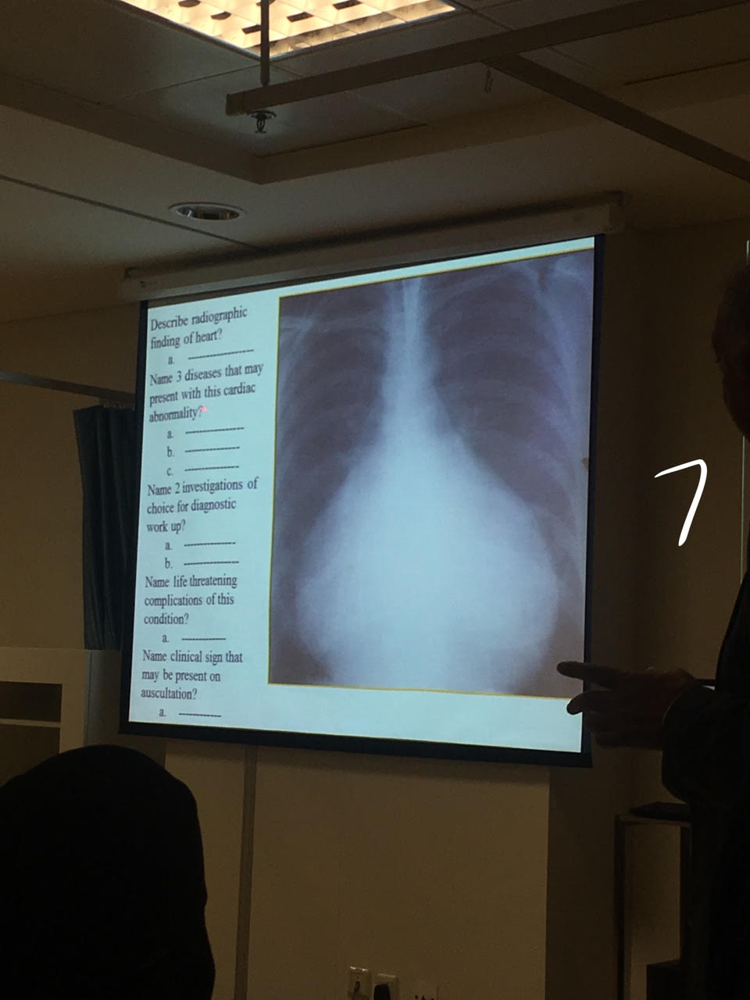 Describe radiographic
finding of heart?
a. ------------------
Name 3 diseases that may
present with this cardiac
abnormality?
a. ----------------
b. ----------------
c. ----------------
Name 2 investigations of
choice for diagnostic
work up?
a. ----------------
b. ----------------
Name life threatening
complications of this
condition?
a. -------------
Name clinical sign that
may be present on
auscultation?
a. -------------
7